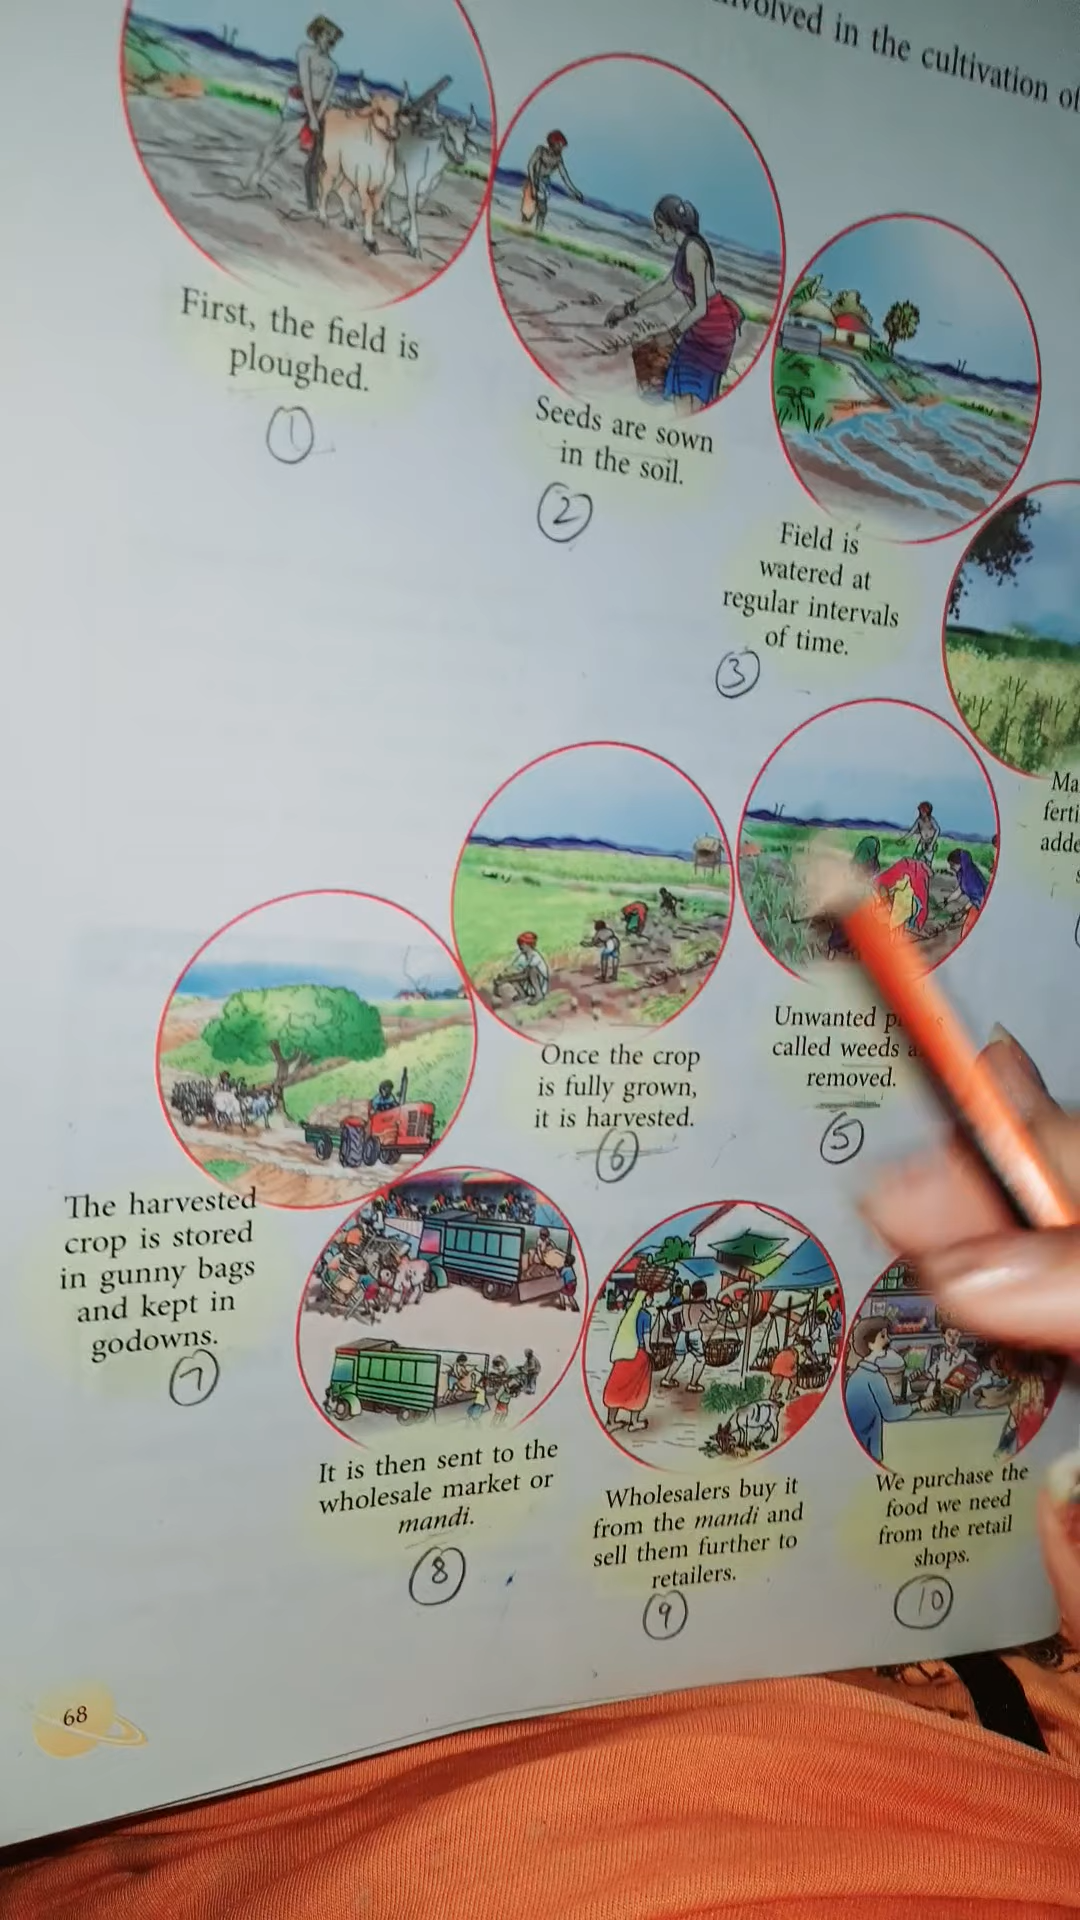 in the cultivation of
First, the field is
ploughed.
1
Seeds are sown
in the soil.
2
Field is
watered at
regular intervals
of time.
3
Unwanted
called weeds
removed.
5
Once the crop
is fully grown,
it is harvested.
6
The harvested
crop is stored
in gunny bags
and kept in
godowns.
7
It is then sent to the
wholesale market or
mandi.
8
Wholesalers buy it
from the mandi and
sell them further to
retailers.
9
We purchase the
food we need
from the retail
shops.
10
68